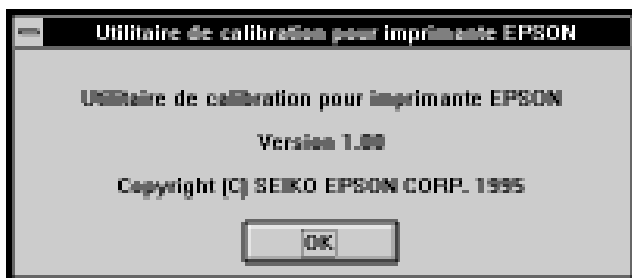 Utilitaire de calibration pour imprimante EPSON
Utilitaire de calibration pour imprimante EPSON
Version 1.00
Copyright (C) SEIKO EPSON CORP. 1995
OK